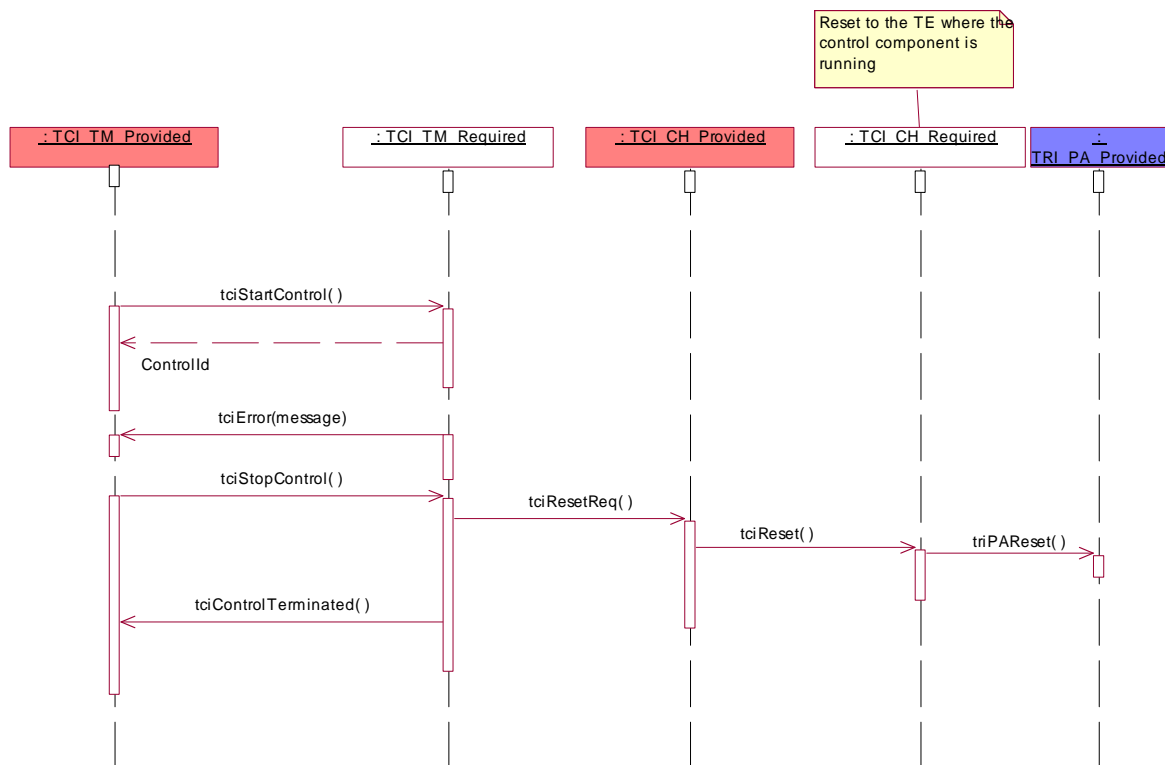 Reset to the TE where the
control component is
running
: TCI_TM_Provided
: TCI_TM_Required
: TCI_CH_Provided
: TCI_CH_Required
:
TRI_PA_Provided
tciStartControl( )
ControlId
tciError(message)
tciStopControl( )
tciResetReq( )
tciReset( )
triPAReset( )
tciControlTerminated( )